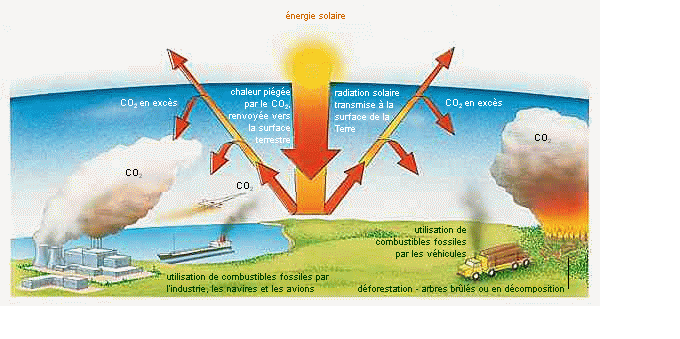 énergie solaire
chaleur piégée
par le CO₂,
renvoyée vers
la surface
terrestre
radiation solaire
transmise à la
surface de la
Terre
CO₂ en excès
CO₂ en excès
CO₂
CO₂
CO₂
utilisation de
combustibles fossiles
par les véhicules
utilisation de combustibles fossiles par
l'industrie, les navires et les avions
déforestation - arbres brûlés ou en décomposition